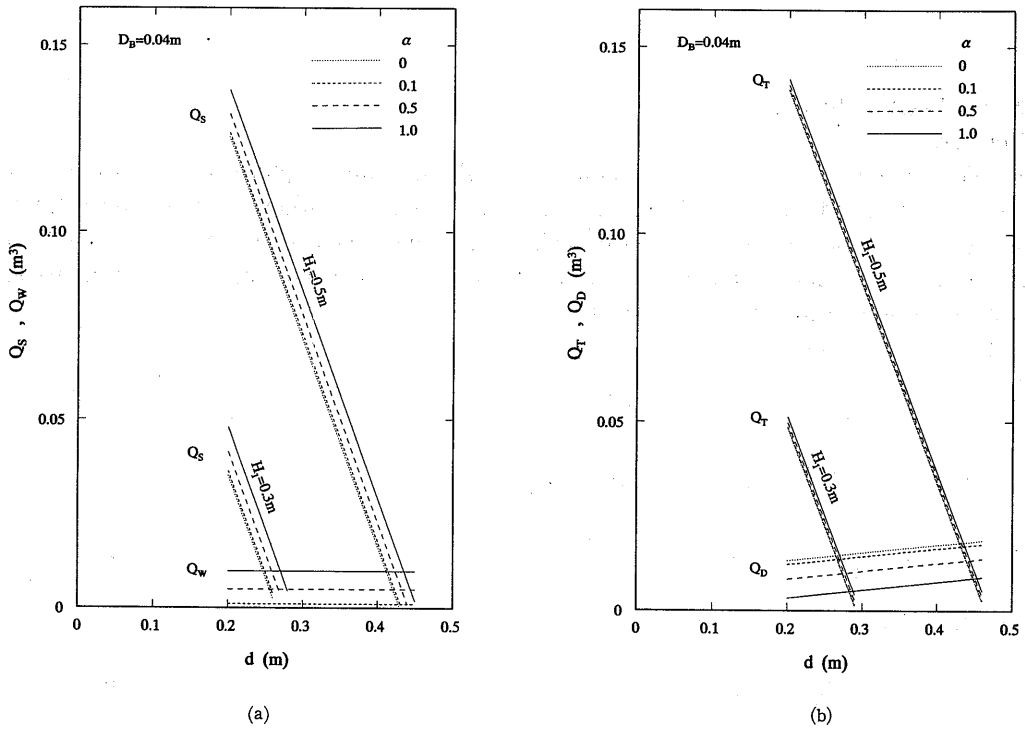 D_B=0.04m
α
0
0.1
0.5
1.0
0.15
0.10
0.05
0
Q_S , Q_W (m³)
Q_S
H_I=0.5m
Q_S
H_I=0.3m
Q_W
0 0.1 0.2 0.3 0.4 0.5
d (m)
(a)
D_B=0.04m
α
0
0.1
0.5
1.0
0.15
0.10
0.05
0
Q_T , Q_D (m³)
Q_T
H_I=0.5m
Q_T
H_I=0.3m
Q_D
0 0.1 0.2 0.3 0.4 0.5
d (m)
(b)